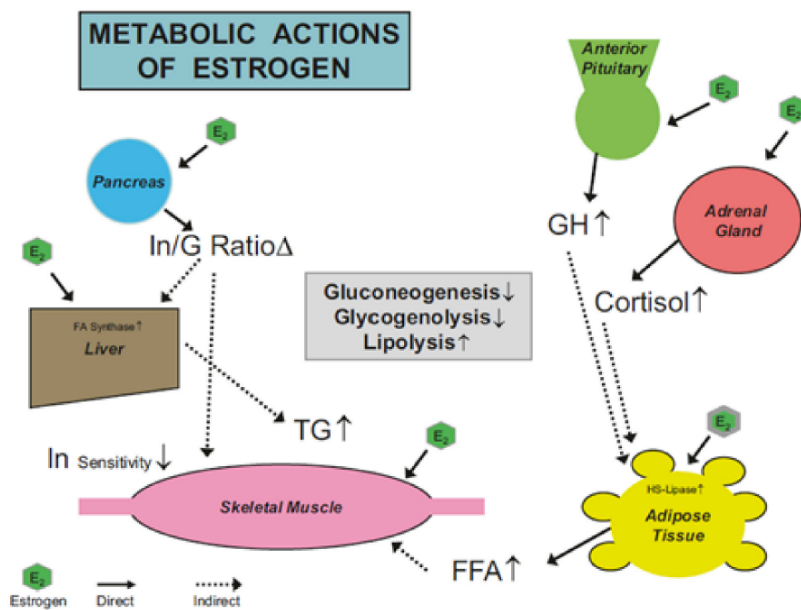 METABOLIC ACTIONS
OF ESTROGEN
Anterior
Pituitary
E₂
E₂
E₂
Pancreas
Adrenal
Gland
GH↑
In/G Ratio∆
E₂
Cortisol↑
Gluconeogenesis↓
Glycogenolysis↓
Lipolysis↑
FA Synthase↑
Liver
TG↑
E₂
E₂
In Sensitivity↓
HS-Lipase↑
Adipose
Tissue
Skeletal Muscle
FFA↑
E₂
Estrogen Direct Indirect